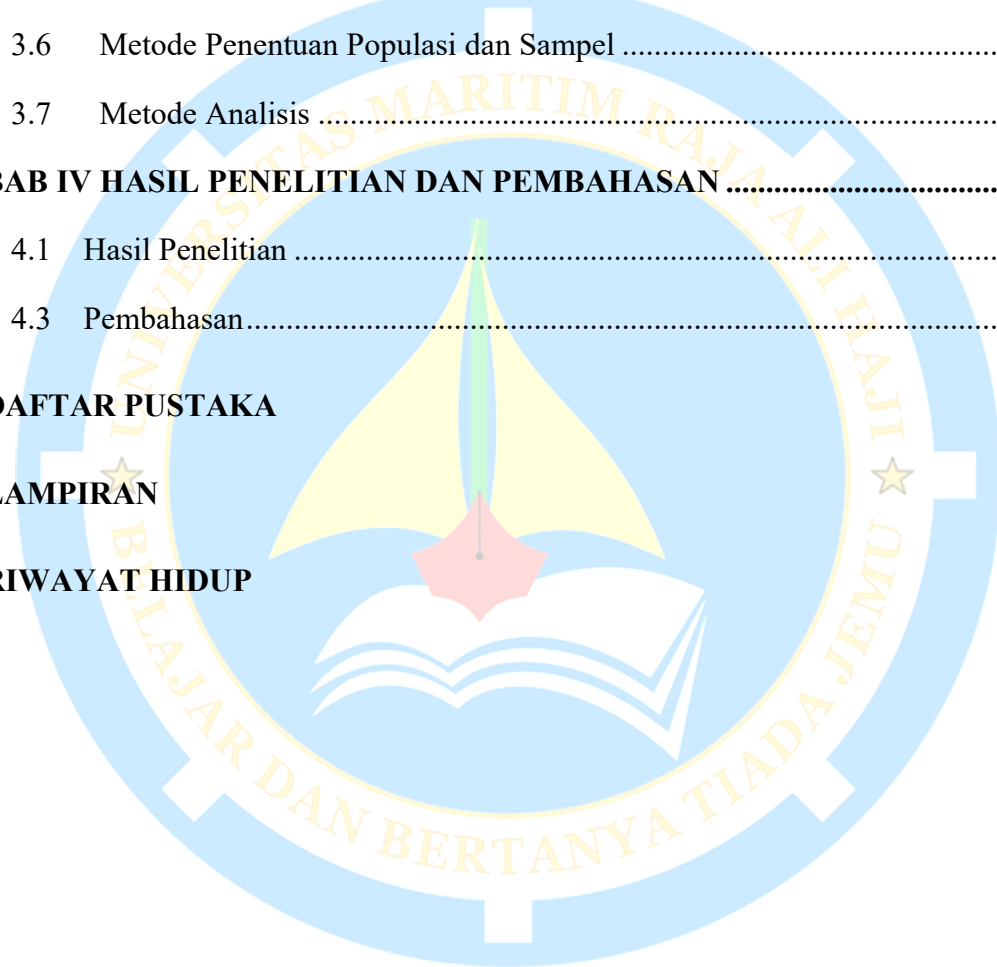 3.6 Metode Penentuan Populasi dan Sampel ................................................
3.7 Metode Analisis .....................................................................................
BAB IV HASIL PENELITIAN DAN PEMBAHASAN ..................................
4.1 Hasil Penelitian ........................................................................................
4.3 Pembahasan..............................................................................................
DAFTAR PUSTAKA
LAMPIRAN
RIWAYAT HIDUP
UNIVERSITAS MARITIM RAJA ALI HAJI
BELAJAR DAN BERTANYA TIADA JEMU